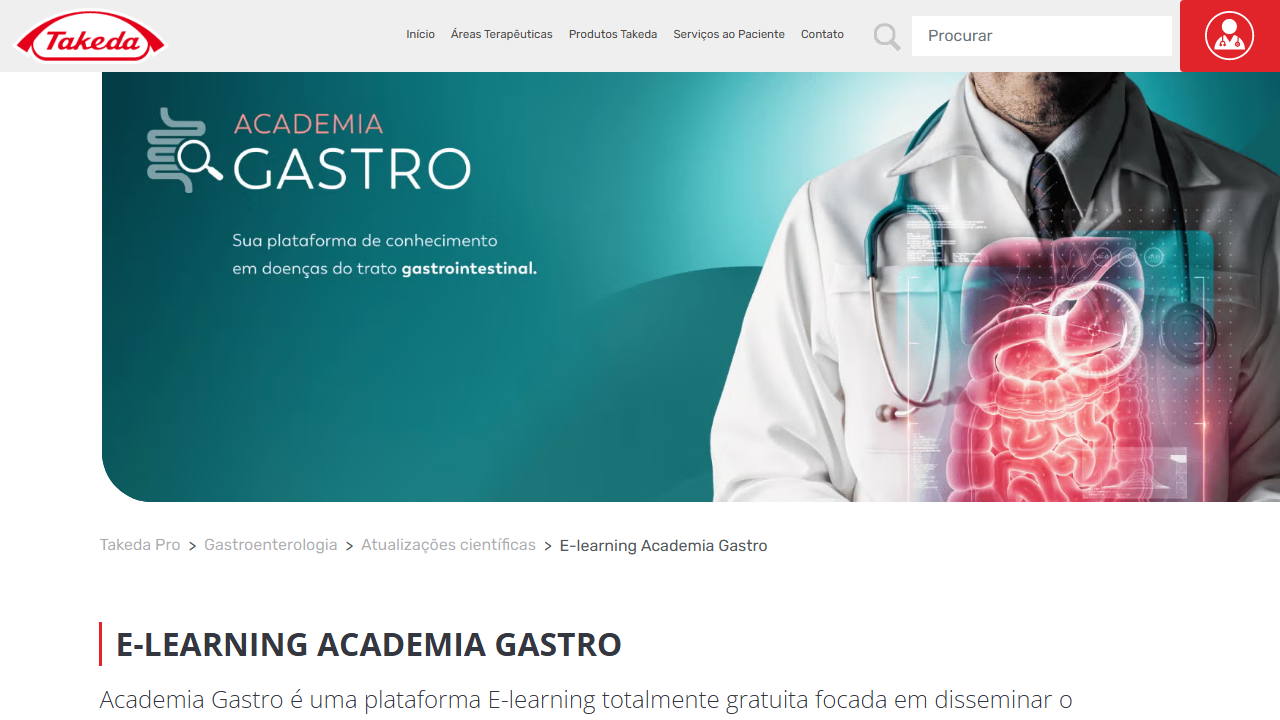 Takeda
Início
Áreas Terapêuticas
Produtos Takeda
Serviços ao Paciente
Contato
Procurar
ACADEMIA
GASTRO
Sua plataforma de conhecimento
em doenças do trato gastrointestinal.
Takeda Pro > Gastroenterologia > Atualizações científicas > E-learning Academia Gastro
E-LEARNING ACADEMIA GASTRO
Academia Gastro é uma plataforma E-learning totalmente gratuita focada em disseminar o